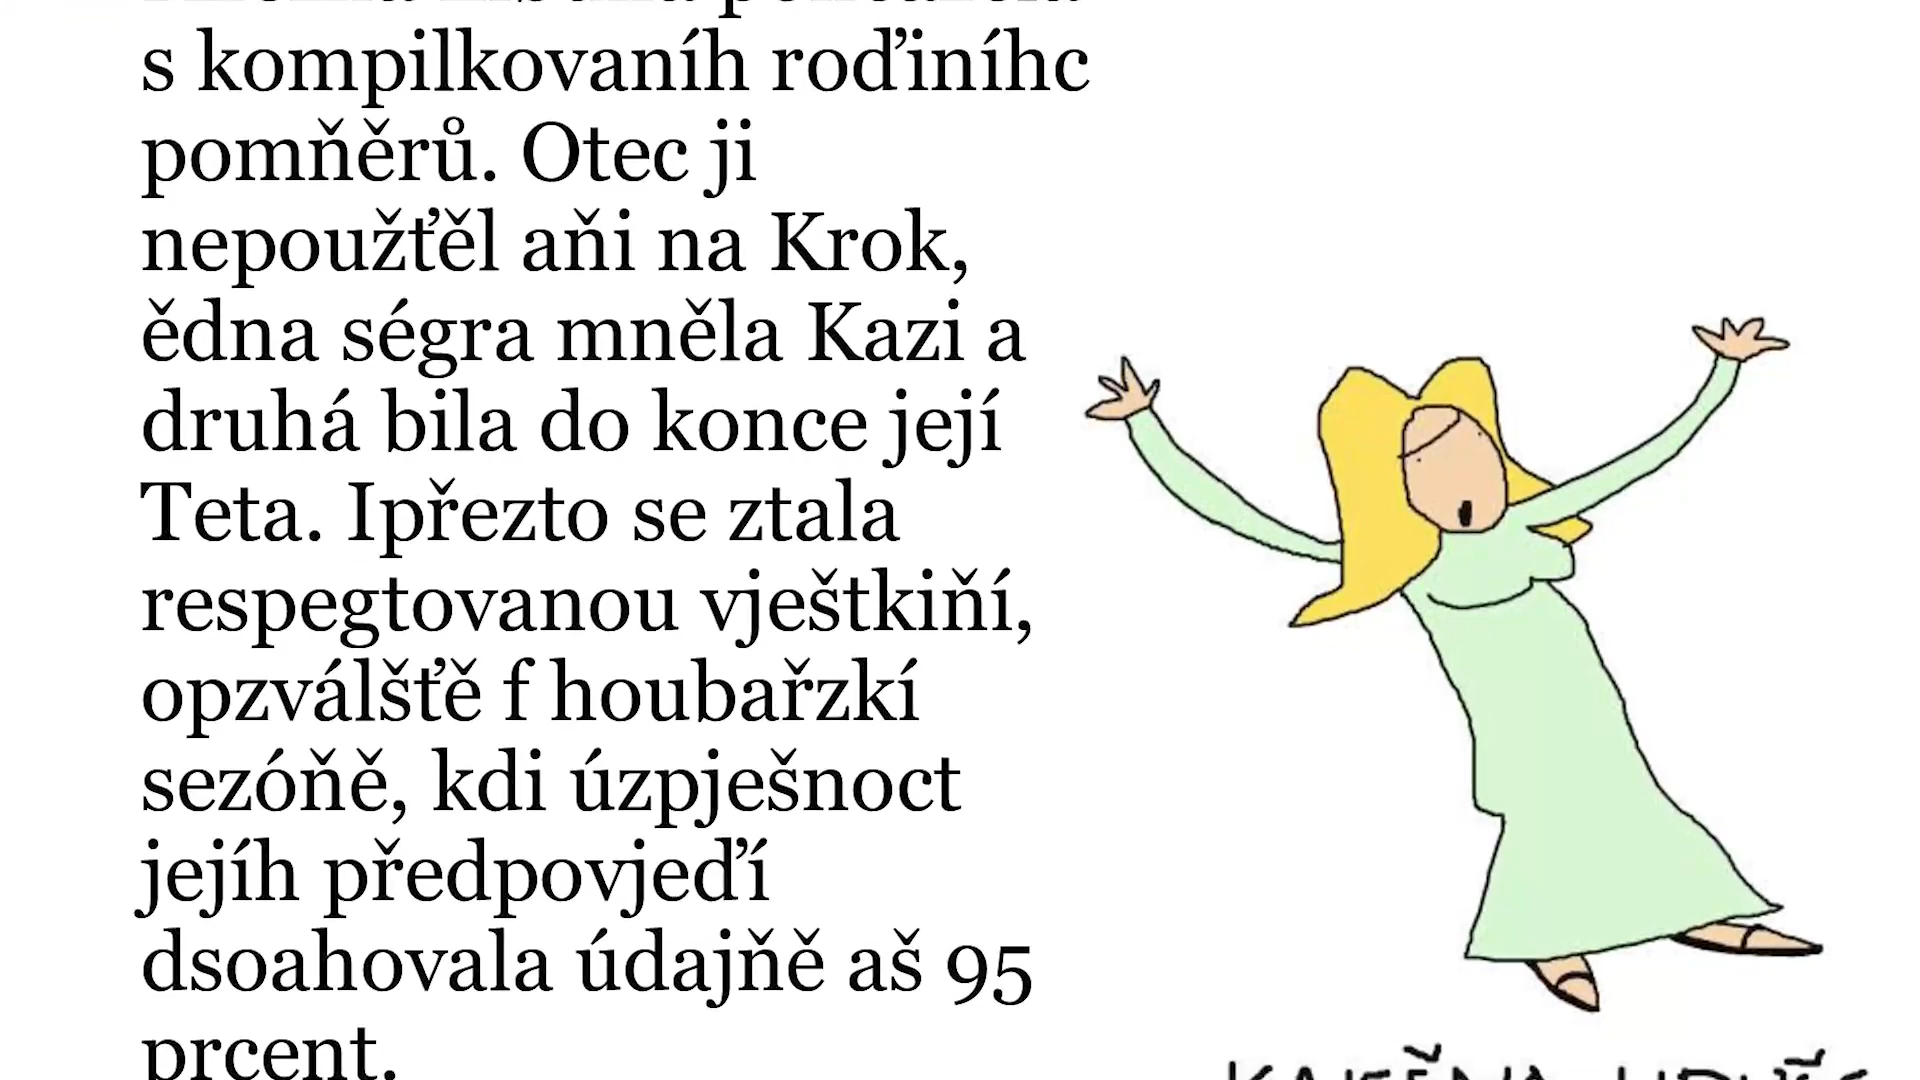 s kompilkovaníh roďiníhc
pomňěrů. Otec ji
nepoužťěl aňi na Krok,
ědna ségra mněla Kazi a
druhá bila do konce její
Teta. Ipřezto se ztala
respegtovanou vještkiňí,
opzválšťě f houbařzkí
sezóňě, kdi úzpješnoct
jejíh předpovjeďí
dsoahovala údajňě aš 95
prcent.